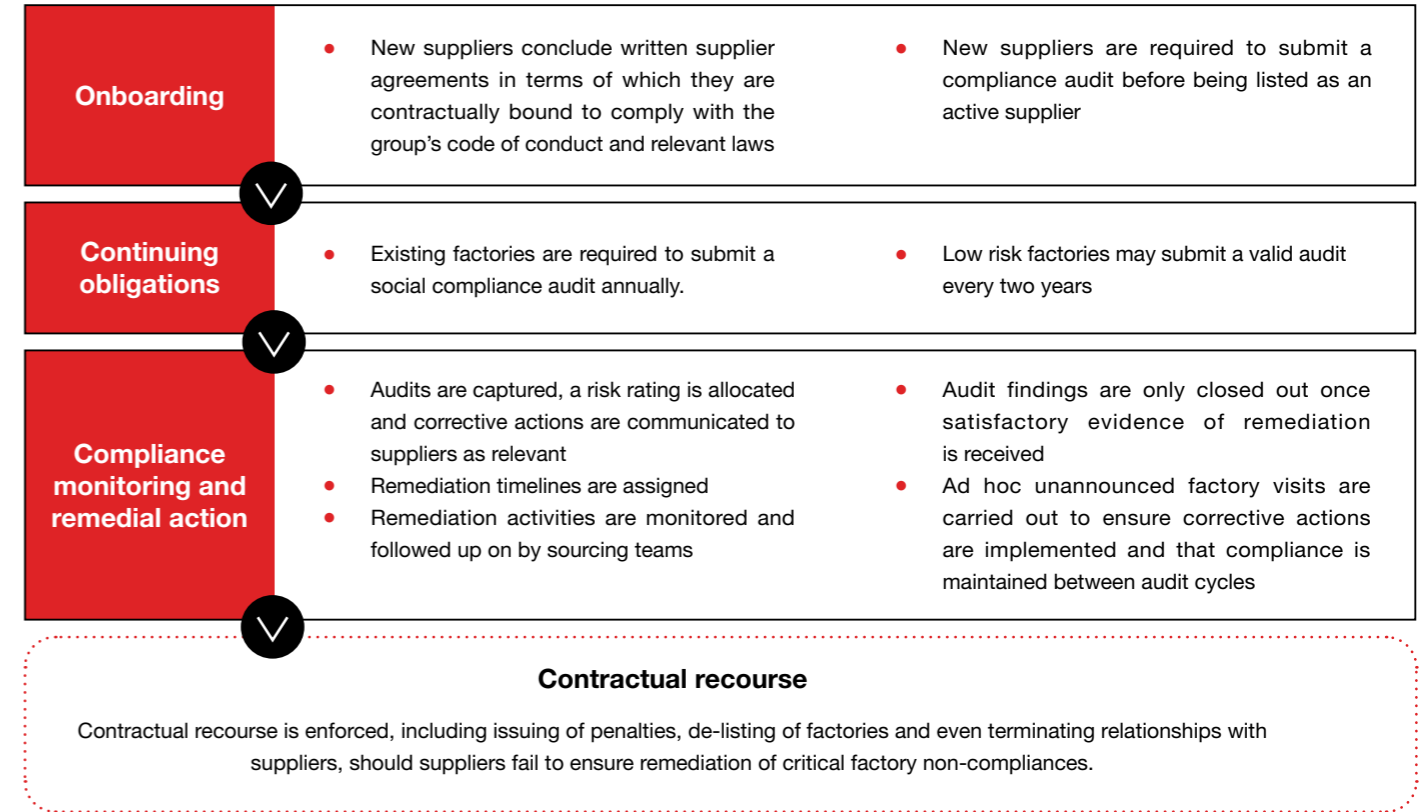 Onboarding
New suppliers conclude written supplier
agreements in terms of which they are
contractually bound to comply with the
group's code of conduct and relevant laws
New suppliers are required to submit a
compliance audit before being listed as an
active supplier
Continuing
obligations
Existing factories are required to submit a
social compliance audit annually.
Low risk factories may submit a valid audit
every two years
Compliance
monitoring and
remedial action
Audits are captured, a risk rating is allocated
and corrective actions are communicated to
suppliers as relevant
Remediation timelines are assigned
Remediation activities are monitored and
followed up on by sourcing teams
Audit findings are only closed out once
satisfactory evidence of remediation
is received
Ad hoc unannounced factory visits are
carried out to ensure corrective actions
are implemented and that compliance is
maintained between audit cycles
Contractual recourse
Contractual recourse is enforced, including issuing of penalties, de-listing of factories and even terminating relationships with
suppliers, should suppliers fail to ensure remediation of critical factory non-compliances.